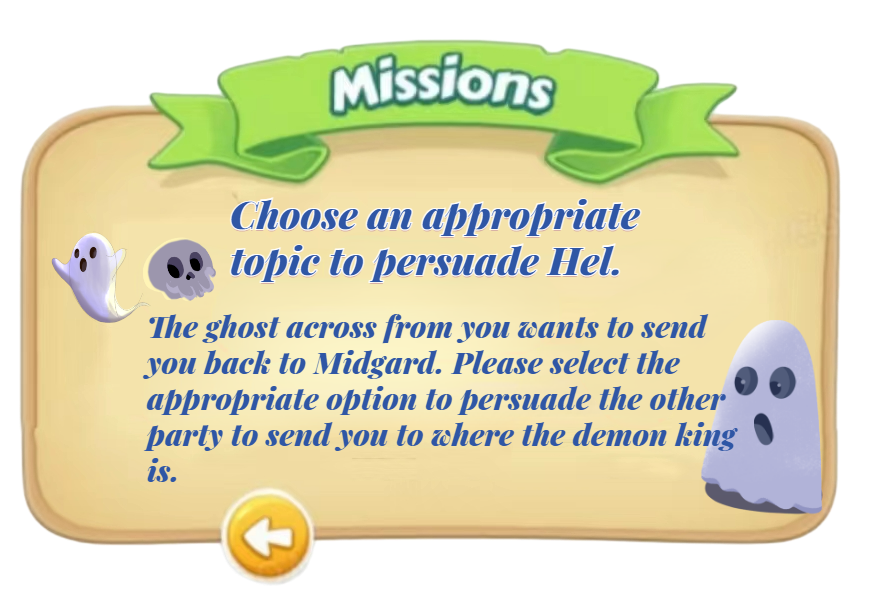 Missions
Choose an appropriate
topic to persuade Hel.
The ghost across from you wants to send
you back to Midgard. Please select the
appropriate option to persuade the other
party to send you to where the demon king
is.